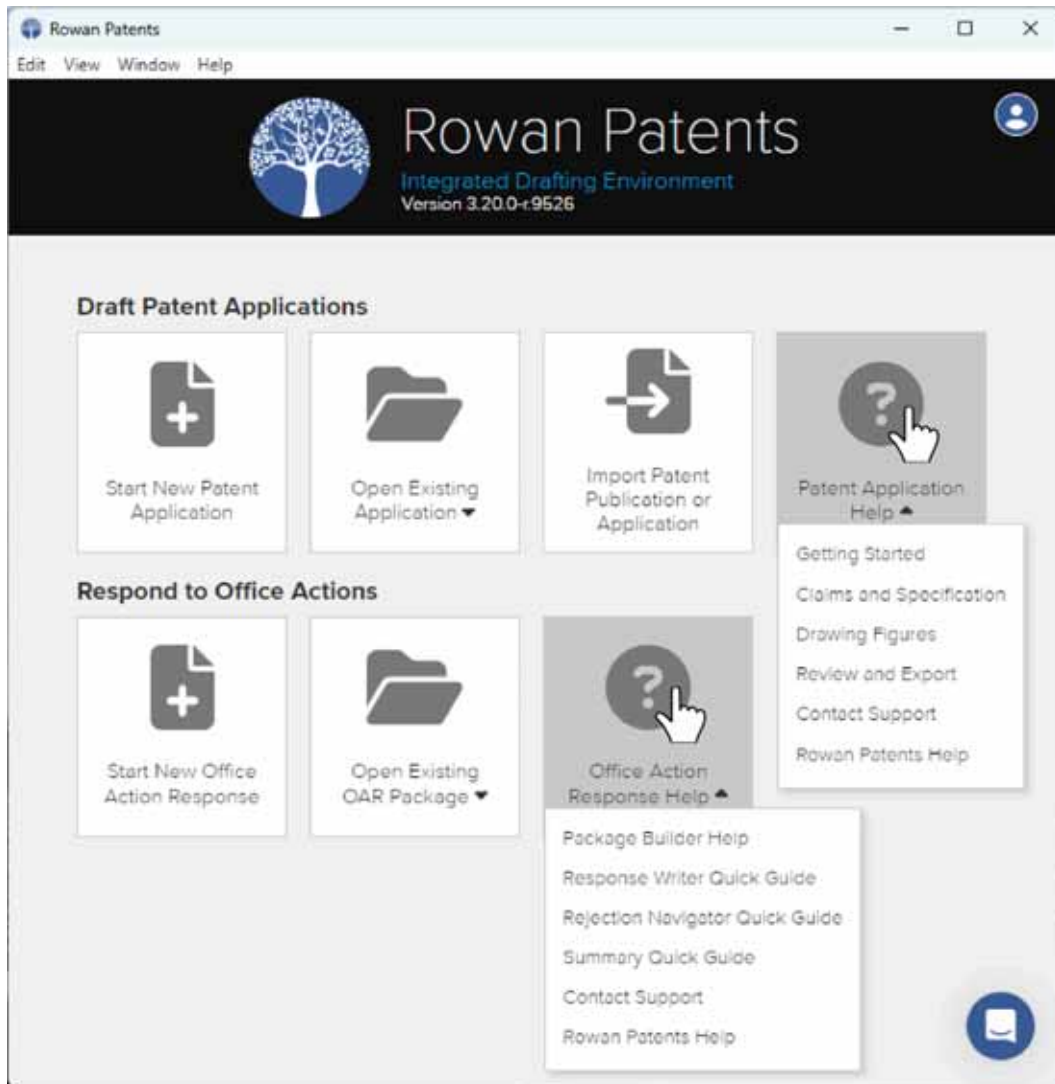 Rowan Patents
Edit View Window Help
Rowan Patents
Integrated Drafting Environment
Version 3.20.0-r.9526
Draft Patent Applications
Start New Patent
Application
Open Existing
Application
Import Patent
Publication or
Application
Patent Application
Help
Getting Started
Claims and Specification
Drawing Figures
Review and Export
Contact Support
Rowan Patents Help
Respond to Office Actions
Start New Office
Action Response
Open Existing
OAR Package
Office Action
Response Help
Package Builder Help
Response Writer Quick Guide
Rejection Navigator Quick Guide
Summary Quick Guide
Contact Support
Rowan Patents Help